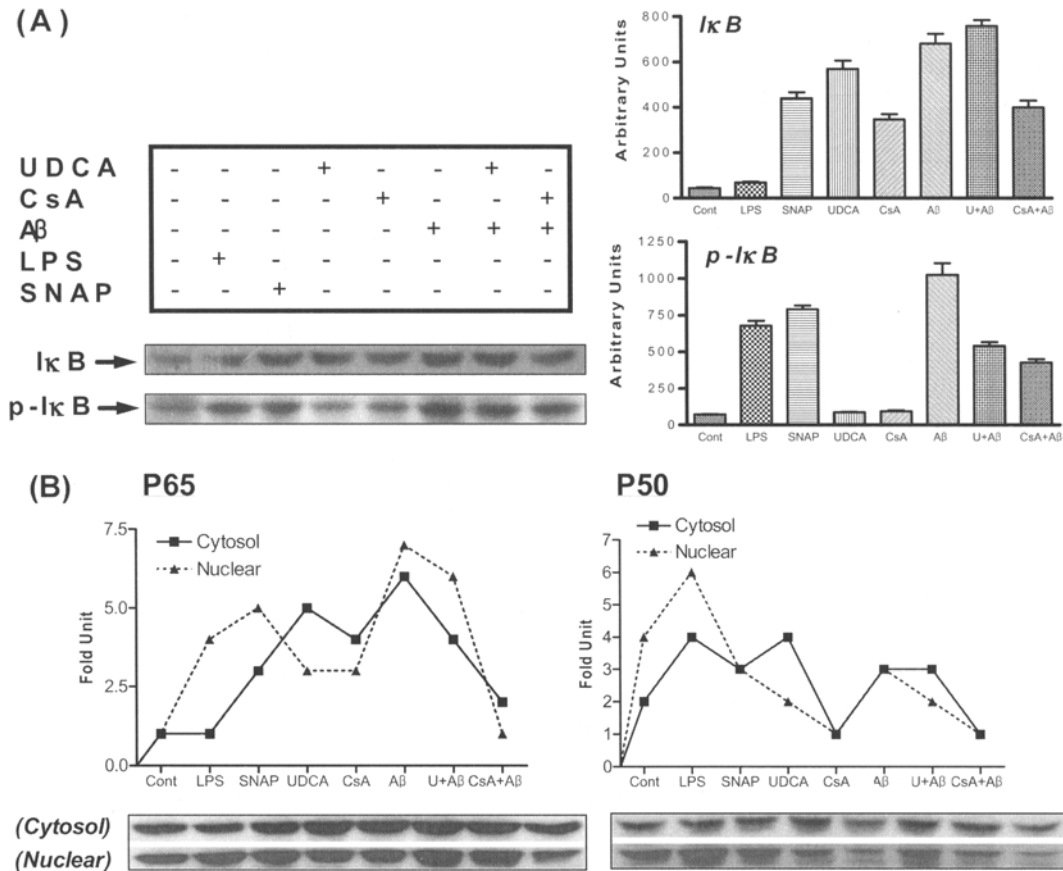 (A)
UDCA - - - + - - + -
CsA - - - - + - - +
Aβ - - - - - + + +
LPS - + - - - - - -
SNAP - - + - - - - -
IκB
p-IκB
IκB
Arbitrary Units
800
600
400
200
0
Cont LPS SNAP UDCA CsA Aβ U+Aβ CsA+Aβ
p-IκB
Arbitrary Units
1250
1000
750
500
250
0
Cont LPS SNAP UDCA CsA Aβ U+Aβ CsA+Aβ
(B)
P65
Cytosol
Nuclear
Fold Unit
7.5
5.0
2.5
0.0
Cont LPS SNAP UDCA CsA Aβ U+Aβ CsA+Aβ
P50
Cytosol
Nuclear
Fold Unit
7
6
5
4
3
2
1
0
Cont LPS SNAP UDCA CsA Aβ U+Aβ CsA+Aβ
(Cytosol)
(Nuclear)